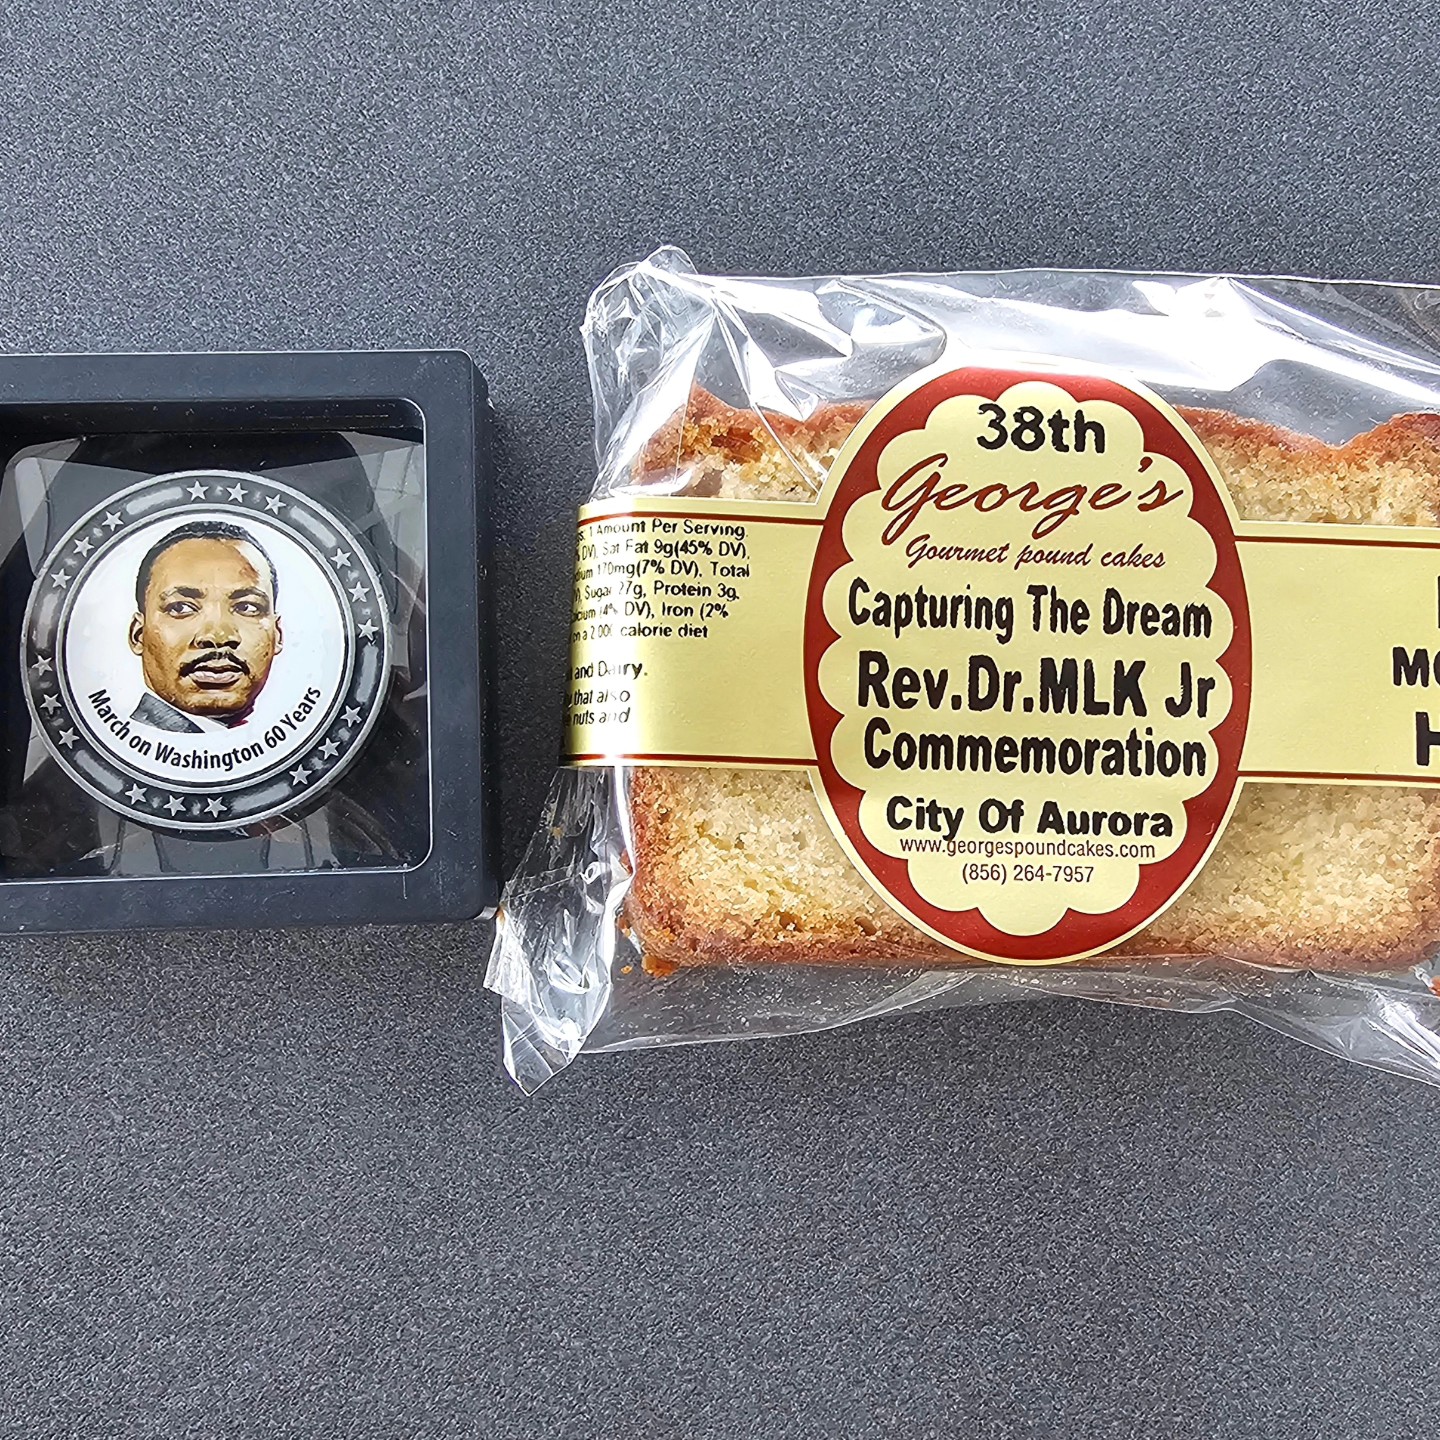 March on Washington 60 Years
1 Amount Per Serving.
DV), Sat Fat 9g(45% DV),
170mg(7% DV), Total
Sugar 27g, Protein 3g.
(4% DV), Iron (2%
on a 2,000 calorie diet
and Dairy.
that also
nuts and
38th
George's
Gourmet pound cakes
Capturing The Dream
Rev.Dr.MLK Jr
Commemoration
City Of Aurora
www.georgespoundcakes.com
(856) 264-7957